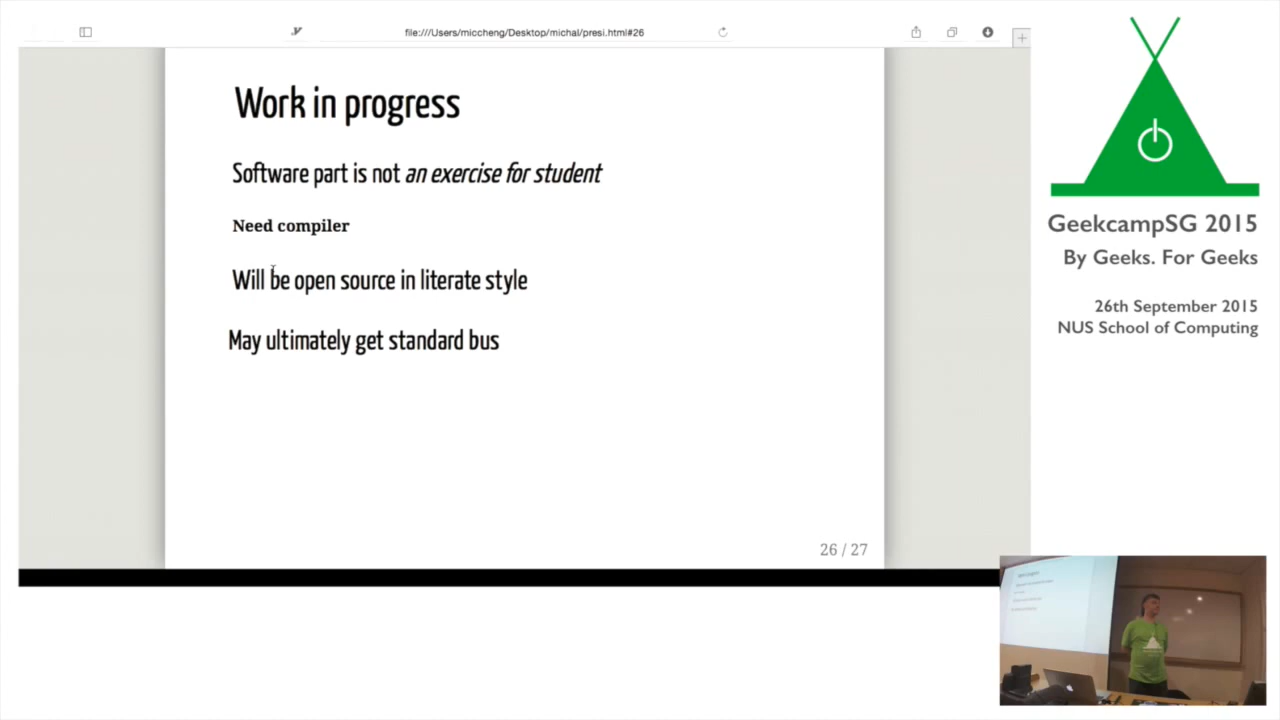 file:///Users/miccheng/Desktop/michal/presi.html#26
Work in progress
Software part is not an exercise for student
Need compiler
Will be open source in literate style
May ultimately get standard bus
26 / 27
GeekcampSG 2015
By Geeks. For Geeks
26th September 2015
NUS School of Computing